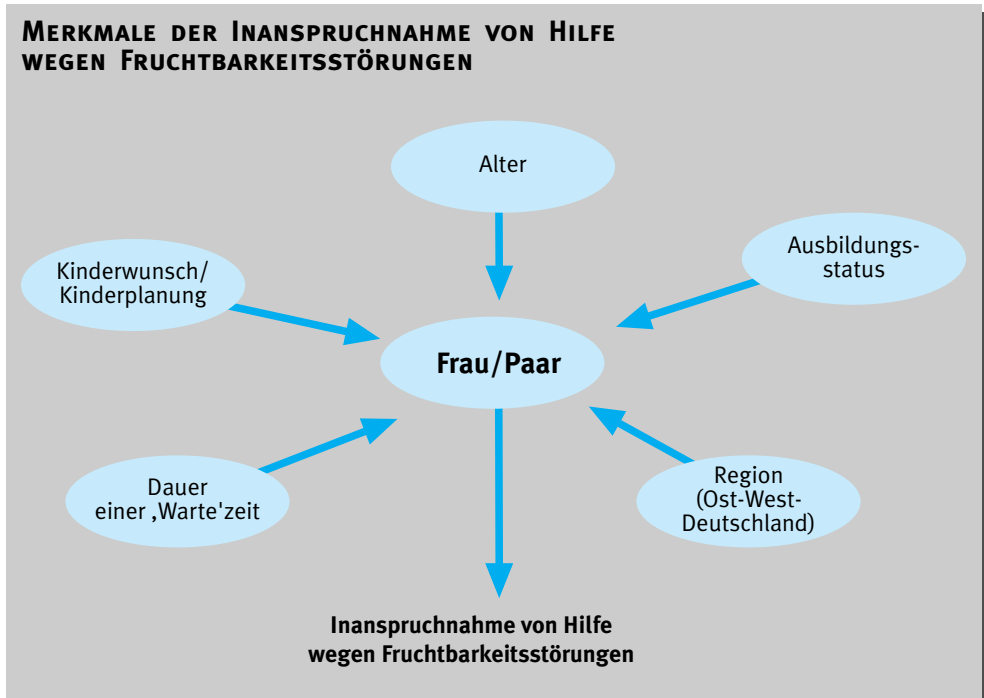 MERKMALE DER INANSPRUCHNAHME VON HILFE
WEGEN FRUCHTBARKEITSSTÖRUNGEN
Alter
Kinderwunsch/
Kinderplanung
Ausbildungs-
status
Frau/Paar
Dauer
einer ‚Warte'zeit
Region
(Ost-West-
Deutschland)
Inanspruchnahme von Hilfe
wegen Fruchtbarkeitsstörungen